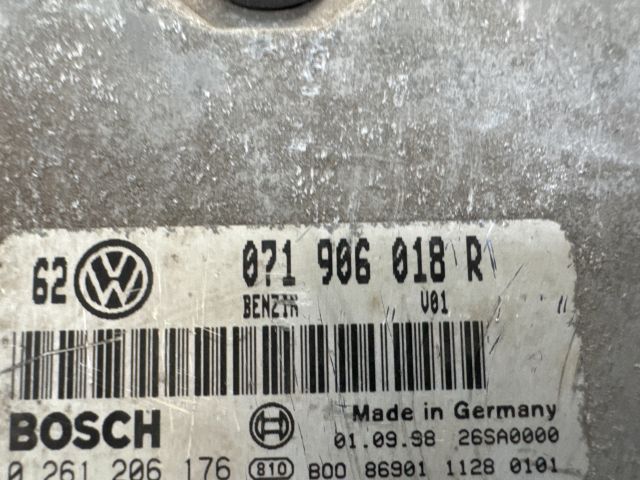 62 VW 071 906 018 R
BENZIN V01
BOSCH Made in Germany
01.09.98 26SA0000
0 261 206 176 810 B00 86901 1128 0101